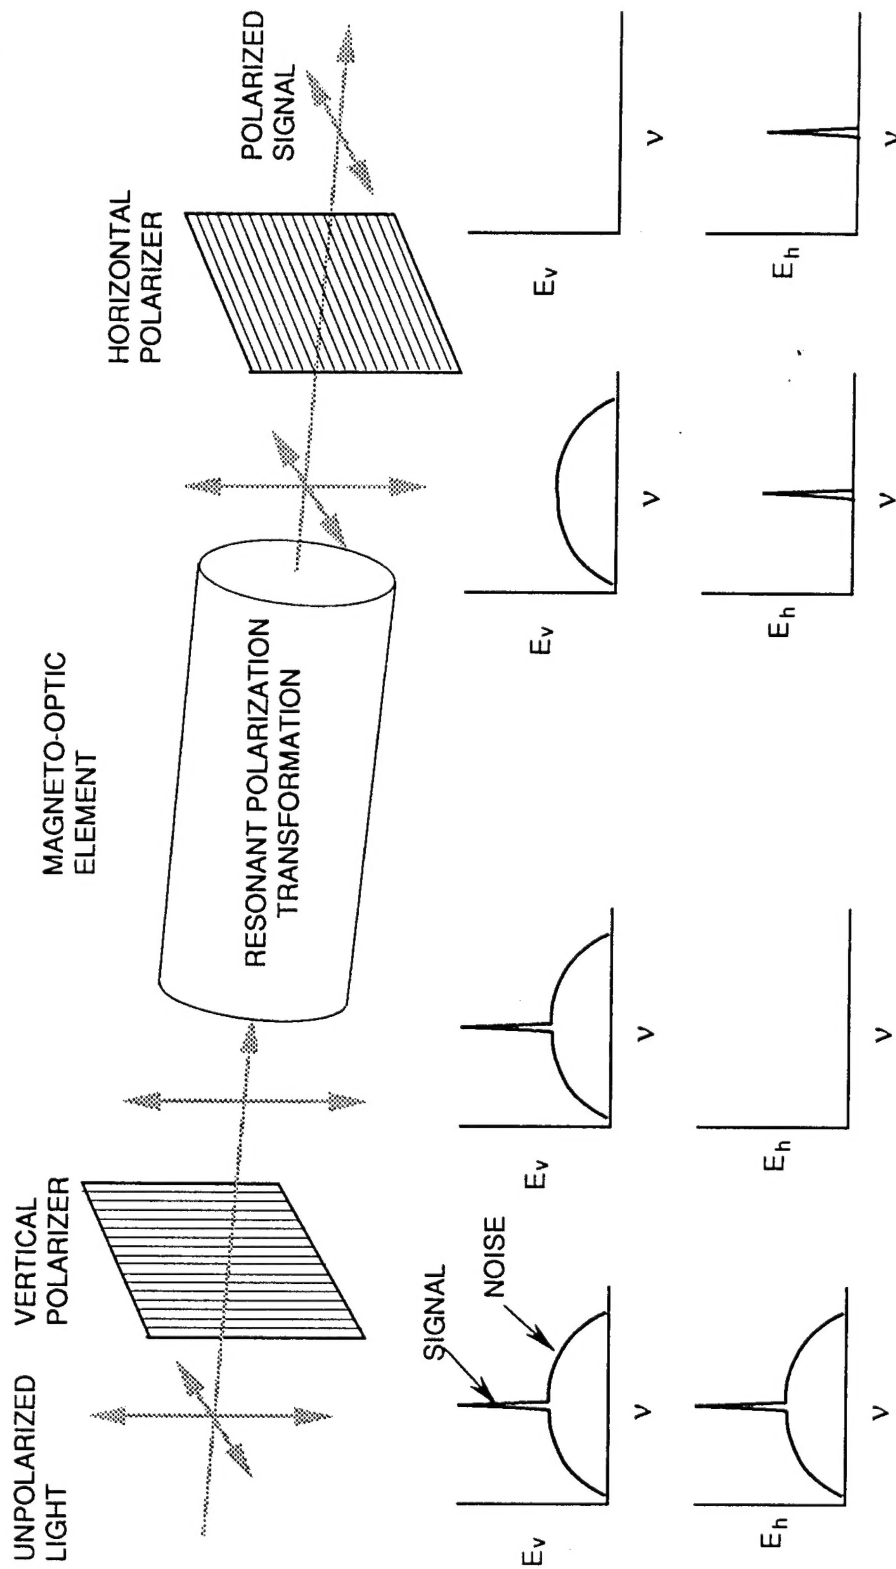 UNPOLARIZED
LIGHT
VERTICAL
POLARIZER
MAGNETO-OPTIC
ELEMENT
RESONANT POLARIZATION
TRANSFORMATION
HORIZONTAL
POLARIZER
POLARIZED
SIGNAL
SIGNAL
NOISE
Ev
ν
Ev
ν
Ev
ν
Ev
ν
Eh
ν
Eh
ν
Eh
ν
Eh
ν